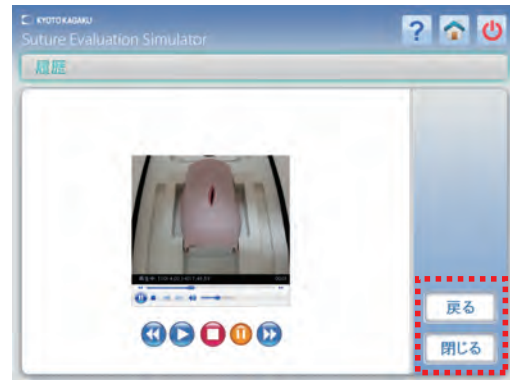 KYOTO KAGAKU
Suture Evaluation Simulator
?
履歴
戻る
閉じる